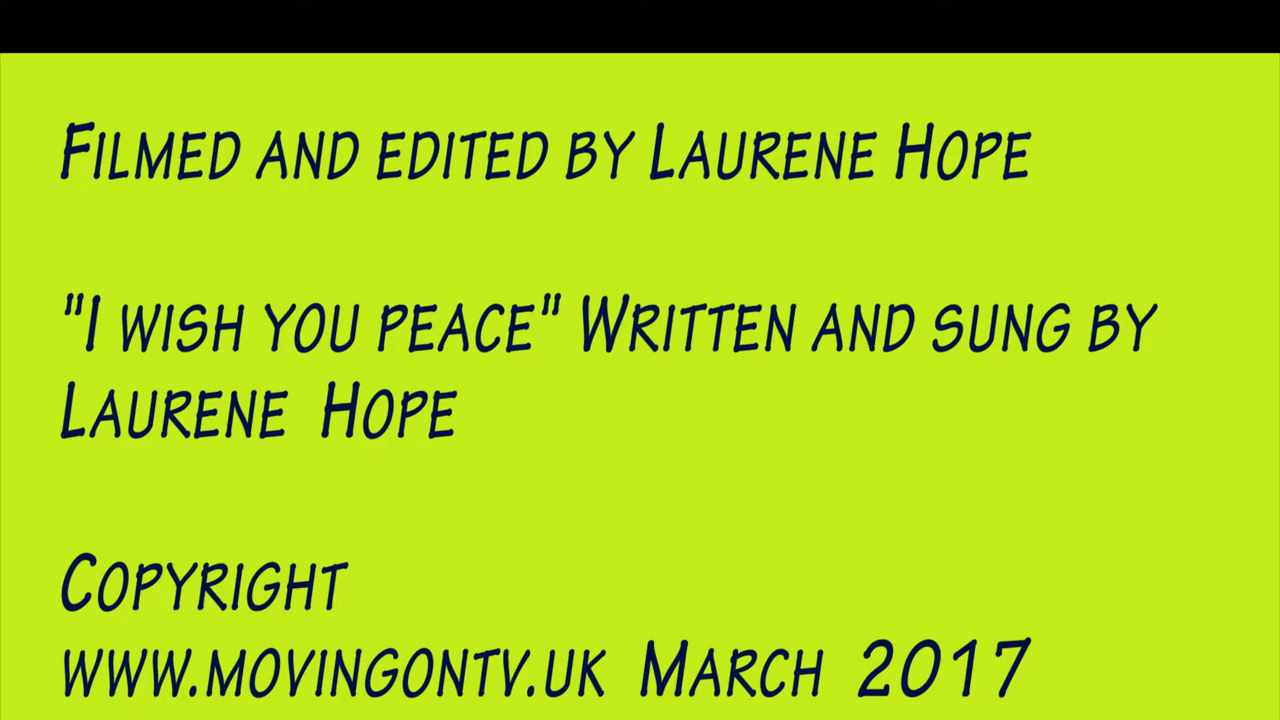 Filmed and edited by Laurene Hope
"I wish you peace" Written and sung by
Laurene Hope
Copyright
www.movingontv.uk March 2017